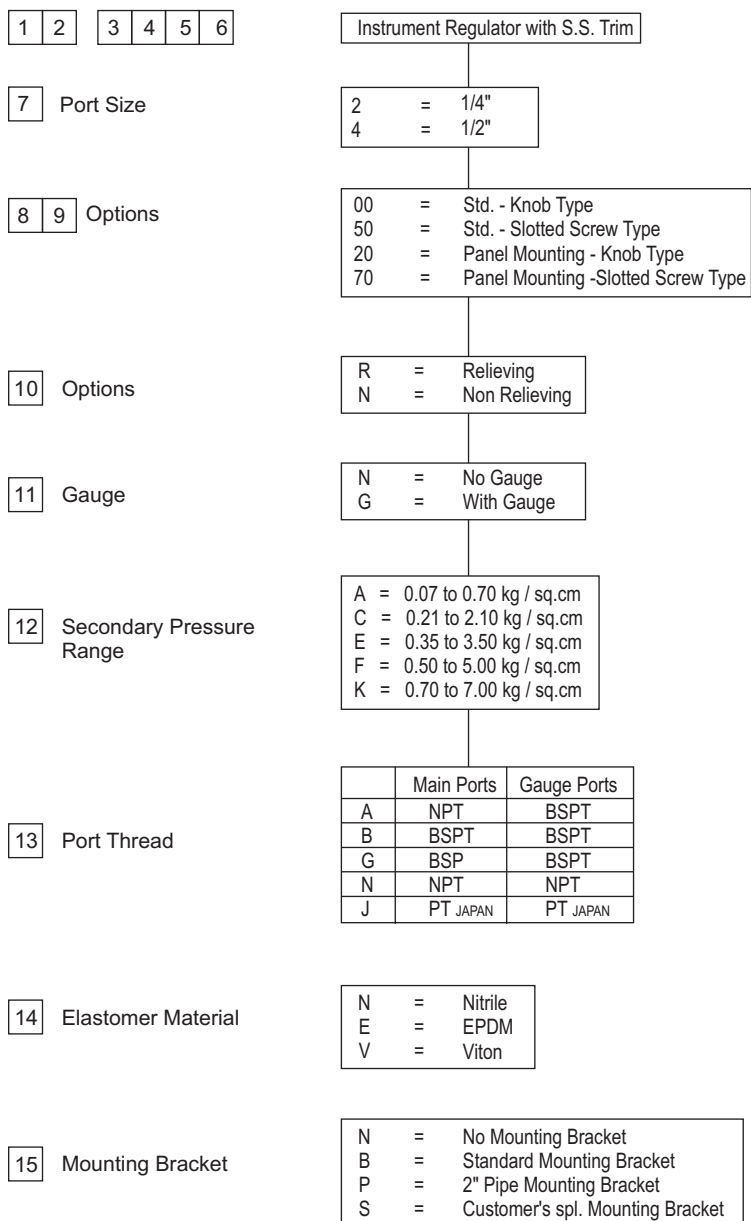 1 2 3 4 5 6 Instrument Regulator with S.S. Trim
7 Port Size
2 = 1/4"
4 = 1/2"
8 9 Options
00 = Std. - Knob Type
50 = Std. - Slotted Screw Type
20 = Panel Mounting - Knob Type
70 = Panel Mounting -Slotted Screw Type
10 Options
R = Relieving
N = Non Relieving
11 Gauge
N = No Gauge
G = With Gauge
12 Secondary Pressure
Range
A = 0.07 to 0.70 kg / sq.cm
C = 0.21 to 2.10 kg / sq.cm
E = 0.35 to 3.50 kg / sq.cm
F = 0.50 to 5.00 kg / sq.cm
K = 0.70 to 7.00 kg / sq.cm
13 Port Thread
Main Ports Gauge Ports
A NPT BSPT
B BSPT BSPT
G BSP BSPT
N NPT NPT
J PT JAPAN PT JAPAN
14 Elastomer Material
N = Nitrile
E = EPDM
V = Viton
15 Mounting Bracket
N = No Mounting Bracket
B = Standard Mounting Bracket
P = 2" Pipe Mounting Bracket
S = Customer's spl. Mounting Bracket